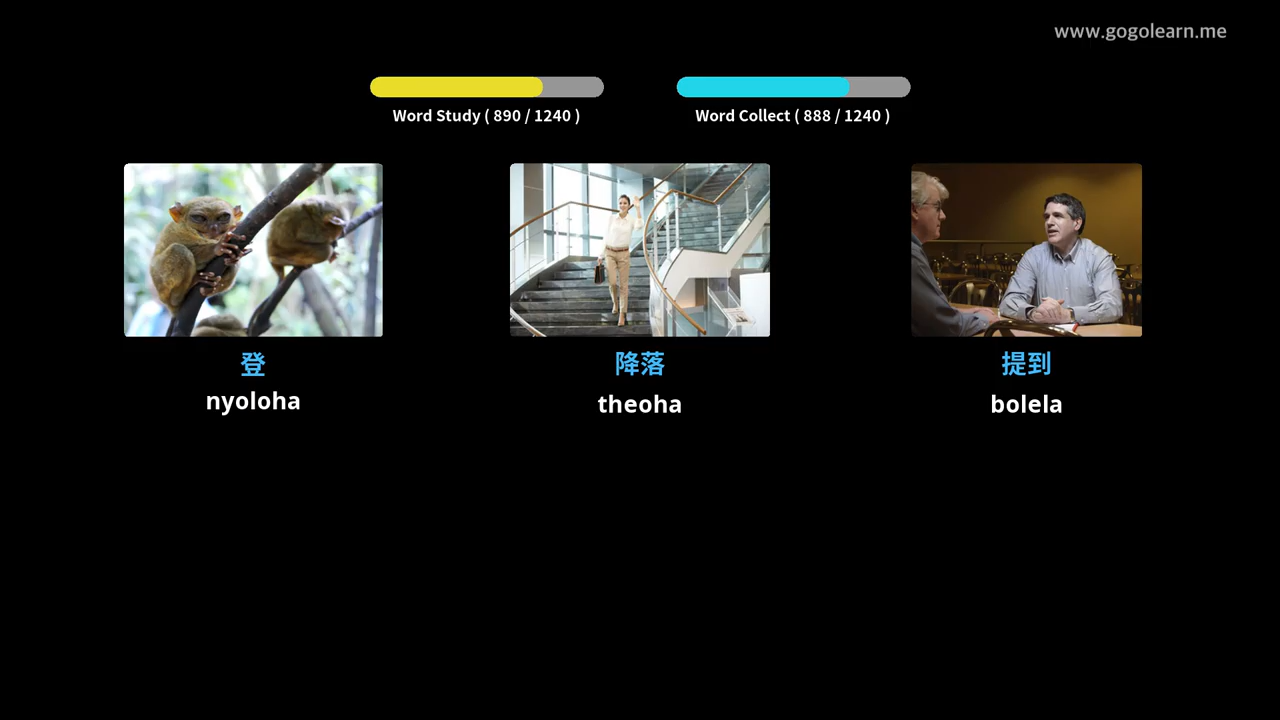 www.gogolearn.me
Word Study ( 890 / 1240 )
Word Collect ( 888 / 1240 )
登
nyoloha
降落
theoha
提到
bolela